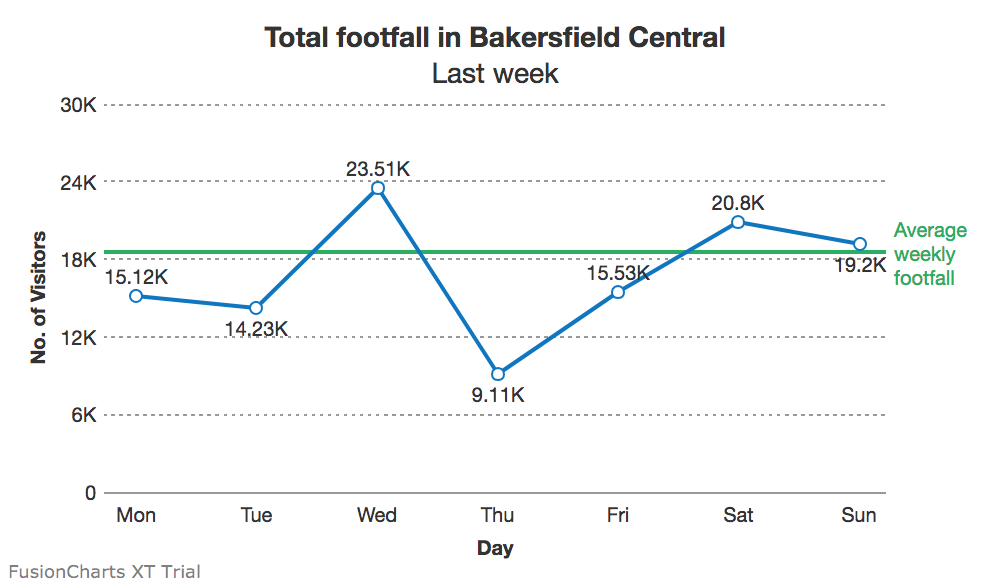 Total footfall in Bakersfield Central
Last week
30K
24K
18K
12K
6K
0
No. of Visitors
15.12K
14.23K
23.51K
9.11K
15.53K
20.8K
19.2K
Average
weekly
footfall
Mon Tue Wed Thu Fri Sat Sun
Day
FusionCharts XT Trial